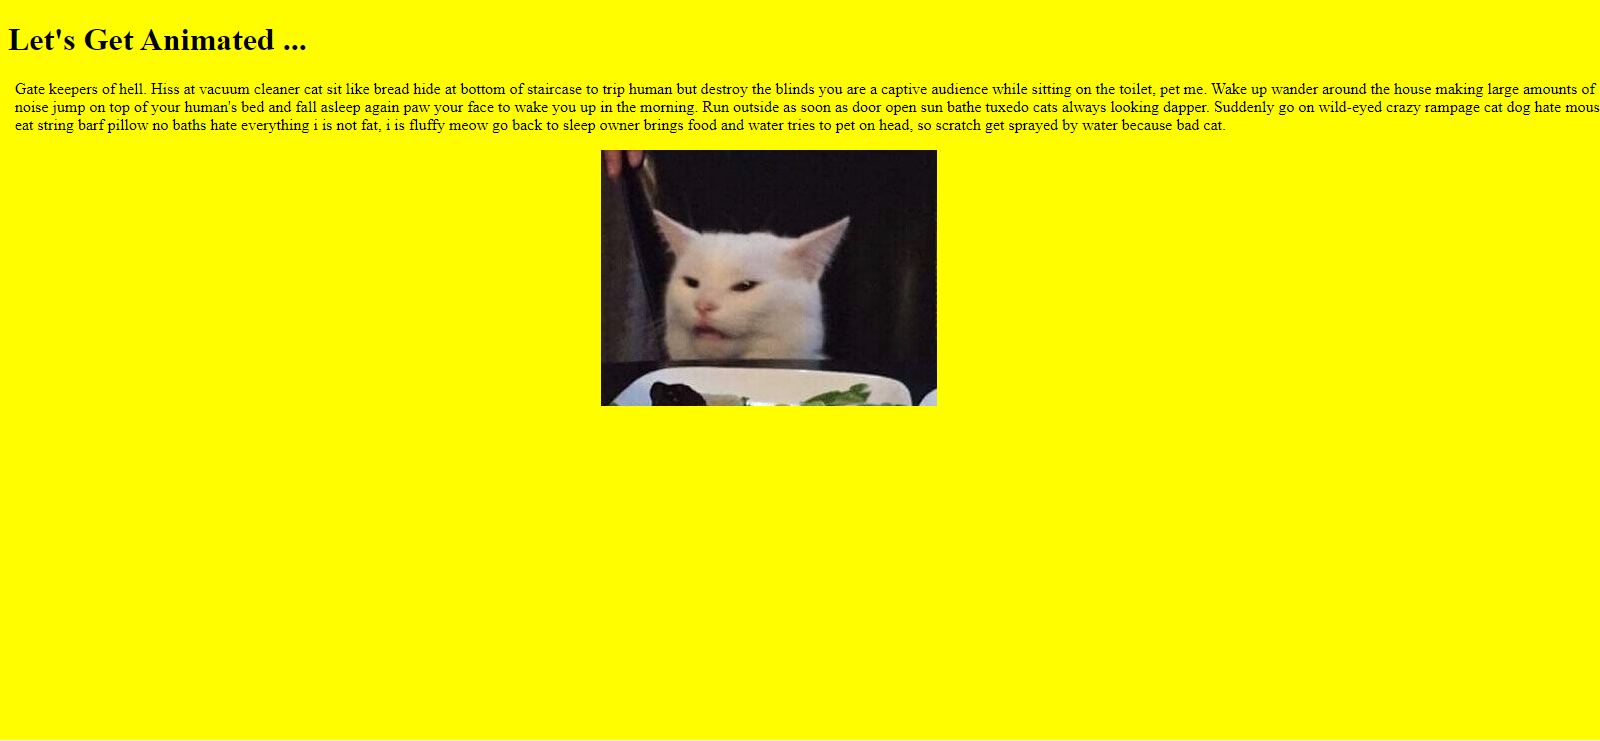 Let's Get Animated ...
Gate keepers of hell. Hiss at vacuum cleaner cat sit like bread hide at bottom of staircase to trip human but destroy the blinds you are a captive audience while sitting on the toilet, pet me. Wake up wander around the house making large amounts of
noise jump on top of your human's bed and fall asleep again paw your face to wake you up in the morning. Run outside as soon as door open sun bathe tuxedo cats always looking dapper. Suddenly go on wild-eyed crazy rampage cat dog hate mous
eat string barf pillow no baths hate everything i is not fat, i is fluffy meow go back to sleep owner brings food and water tries to pet on head, so scratch get sprayed by water because bad cat.